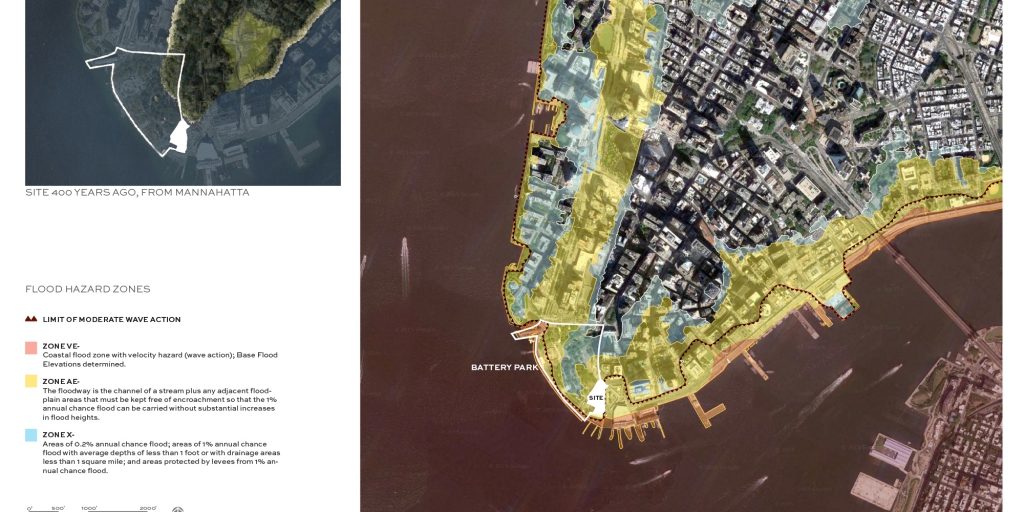 SITE 400 YEARS AGO, FROM MANNAHATTA
FLOOD HAZARD ZONES
LIMIT OF MODERATE WAVE ACTION
ZONE VE-
Coastal flood zone with velocity hazard (wave action); Base Flood
Elevations determined.
ZONE AE-
The floodway is the channel of a stream plus any adjacent flood-
plain areas that must be kept free of encroachment so that the 1%
annual chance flood can be carried without substantial increases
in flood heights.
ZONE X-
Areas of 0.2% annual chance flood; areas of 1% annual chance
flood with average depths of less than 1 foot or with drainage areas
less than 1 square mile; and areas protected by levees from 1% an-
nual chance flood.
0' 500' 1000' 2000'
BATTERY PARK
SITE